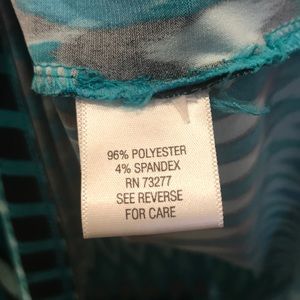 96% POLYESTER
4% SPANDEX
RN 73277
SEE REVERSE
FOR CARE